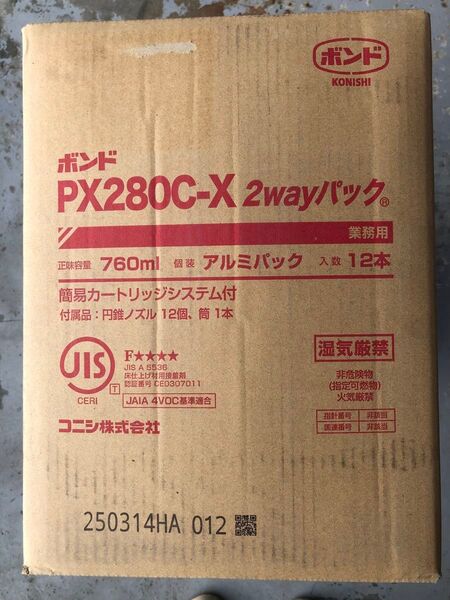 ボンド
KONISHI
ボンド
PX280C-X 2wayパック®
業務用
正味容量 760ml 個装 アルミパック 入数 12本
簡易カートリッジシステム付
付属品：円錐ノズル 12個、筒 1本
JIS
T
CERI
F★★★★
JIS A 5536
床仕上げ材用接着剤
認証番号 CE0307011
JAIA 4VOC基準適合
湿気厳禁
非危険物
(指定可燃物)
火気厳禁
指針番号 非該当
国連番号 非該当
コニシ株式会社
250314HA 012